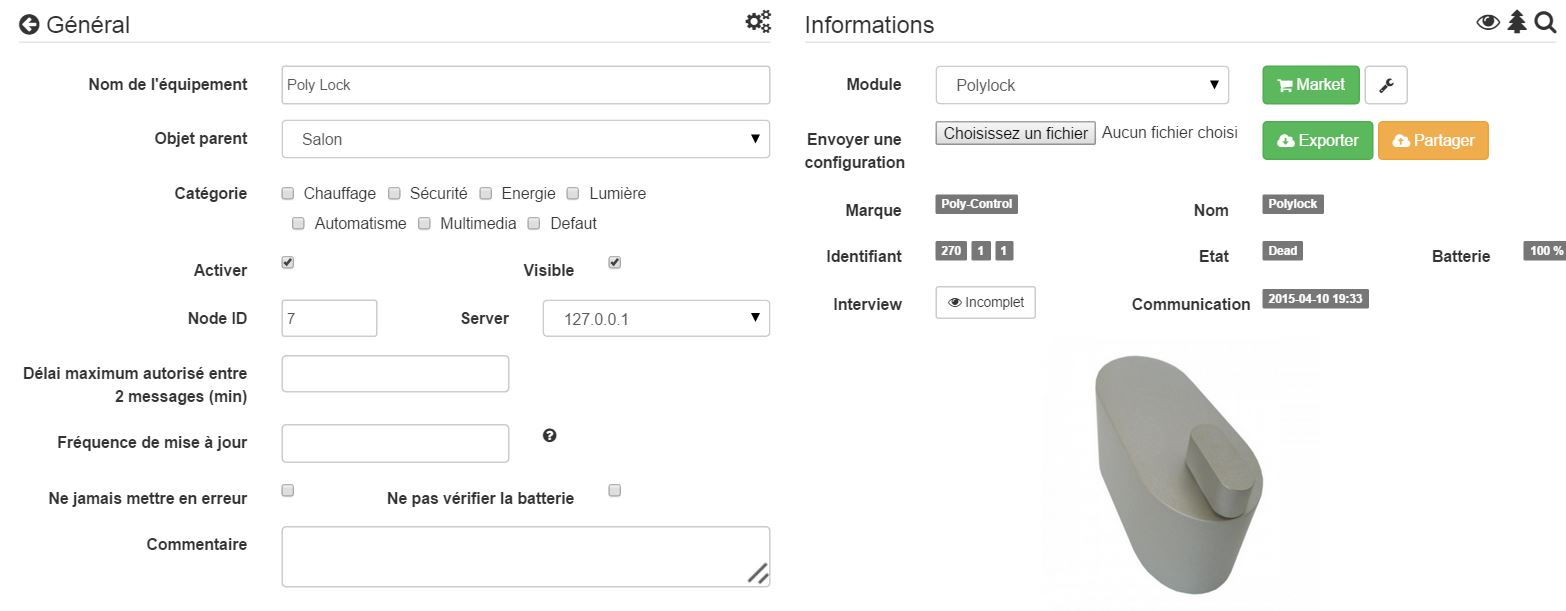 Général
Nom de l'équipement
Poly Lock
Objet parent
Salon
Catégorie
Chauffage Sécurité Energie Lumière
Automatisme Multimedia Defaut
Activer
Visible
Node ID
7
Server
127.0.0.1
Délai maximum autorisé entre
2 messages (min)
Fréquence de mise à jour
Ne jamais mettre en erreur
Ne pas vérifier la batterie
Commentaire
Informations
Module
Polylock
Market
Envoyer une
configuration
Choisissez un fichier Aucun fichier choisi
Exporter
Partager
Marque
Poly-Control
Nom
Polylock
Identifiant
270 1 1
Etat
Dead
Batterie
100 %
Interview
Incomplet
Communication
2015-04-10 19:33